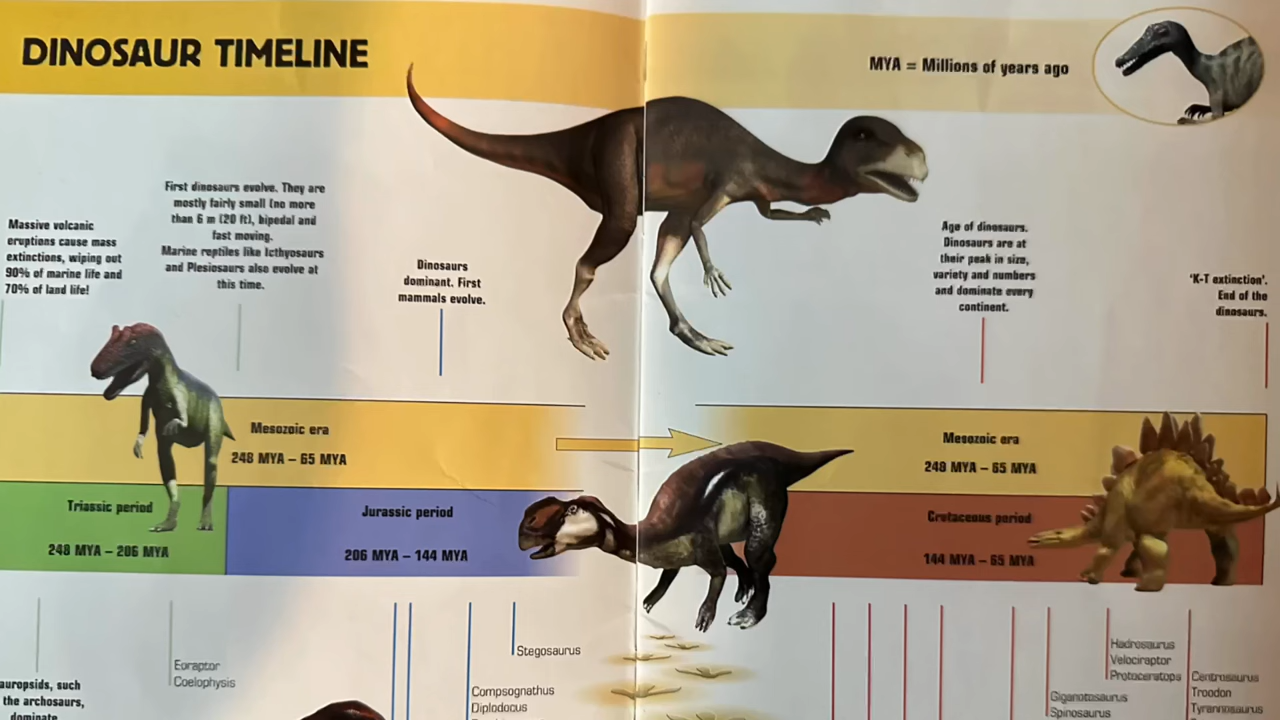 DINOSAUR TIMELINE
MYA = Millions of years ago
Massive volcanic
eruptions cause mass
extinctions, wiping out
90% of marine life and
70% of land life!
First dinosaurs evolve. They are
mostly fairly small (no more
than 6 m (20 ft), bipedal and
fast moving.
Marine reptiles like Icthyosaurs
and Plesiosaurs also evolve at
this time.
Dinosaurs
dominant. First
mammals evolve.
Age of dinosaurs.
Dinosaurs are at
their peak in size,
variety and numbers
and dominate every
continent.
'K-T extinction'.
End of the
dinosaurs.
Mesozoic era
248 MYA – 65 MYA
Mesozoic era
248 MYA – 65 MYA
Triassic period
248 MYA – 206 MYA
Jurassic period
206 MYA – 144 MYA
Cretaceous period
144 MYA – 65 MYA
auropsids, such
the archosaurs,
dominate
Eoraptor
Coelophysis
Compsognathus
Diplodocus
Stegosaurus
Giganotosaurus
Spinosaurus
Hadrosaurus
Velociraptor
Protoceratops
Centrosaurus
Troodon
Tyrannosaurus